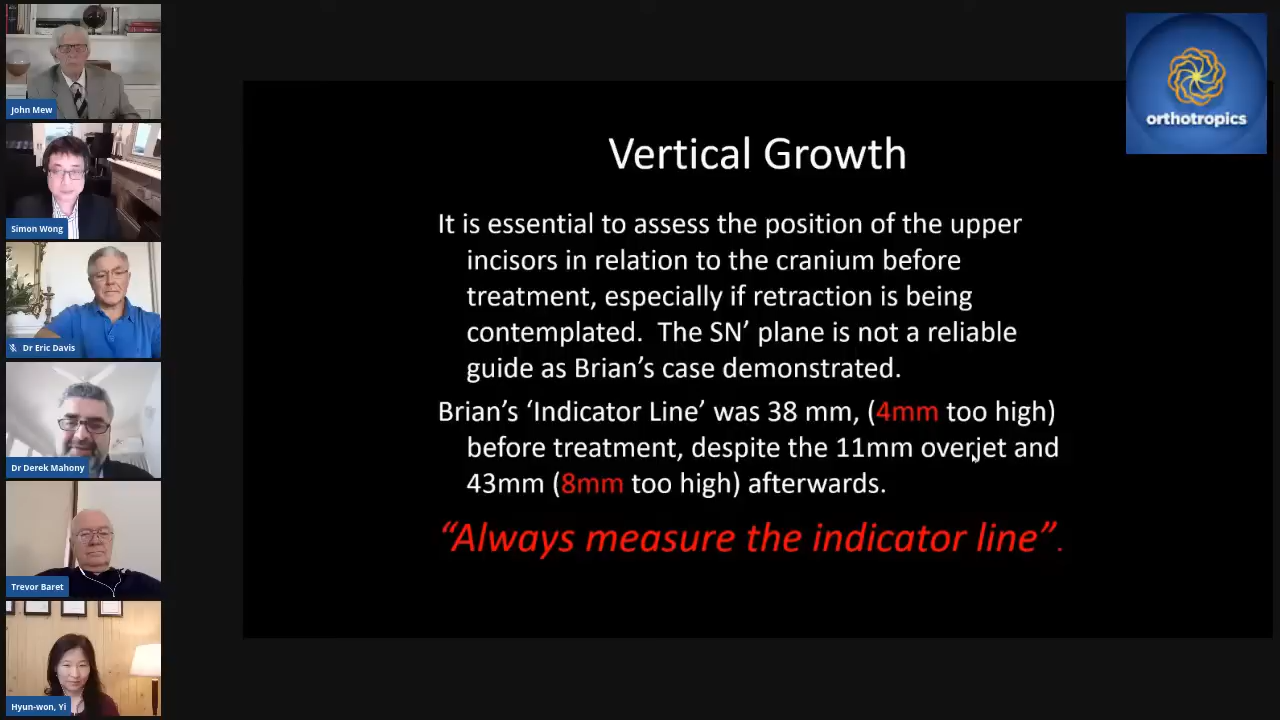 John Mew
Simon Wong
Dr Eric Davis
Dr Derek Mahony
Trevor Baret
Hyun-won, Yi
Vertical Growth
It is essential to assess the position of the upper
incisors in relation to the cranium before
treatment, especially if retraction is being
contemplated. The SN’ plane is not a reliable
guide as Brian’s case demonstrated.
Brian’s ‘Indicator Line’ was 38 mm, (4mm too high)
before treatment, despite the 11mm overjet and
43mm (8mm too high) afterwards.
“Always measure the indicator line”.
orthotropics